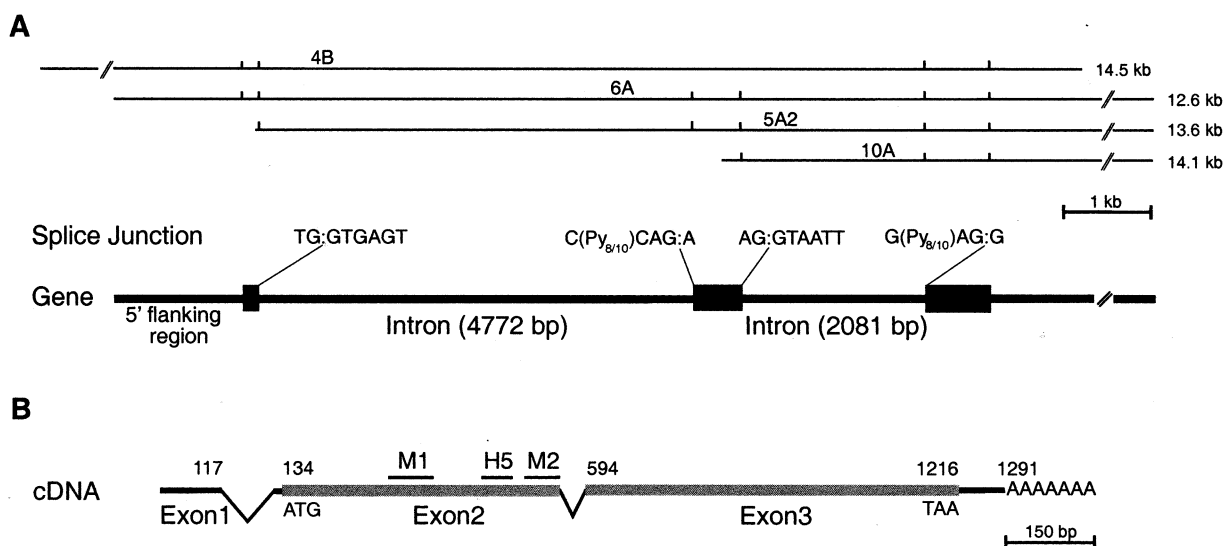 A
4B
14.5 kb
6A
12.6 kb
5A2
13.6 kb
10A
14.1 kb
1 kb
Splice Junction
TG:GTGAGT
C(Py8/10)CAG:A
AG:GTAATT
G(Py8/10)AG:G
Gene
5' flanking
region
Intron (4772 bp)
Intron (2081 bp)
B
cDNA
117
134
M1
H5
M2
594
1216
1291
AAAAAAA
Exon1
ATG
Exon2
Exon3
TAA
150 bp